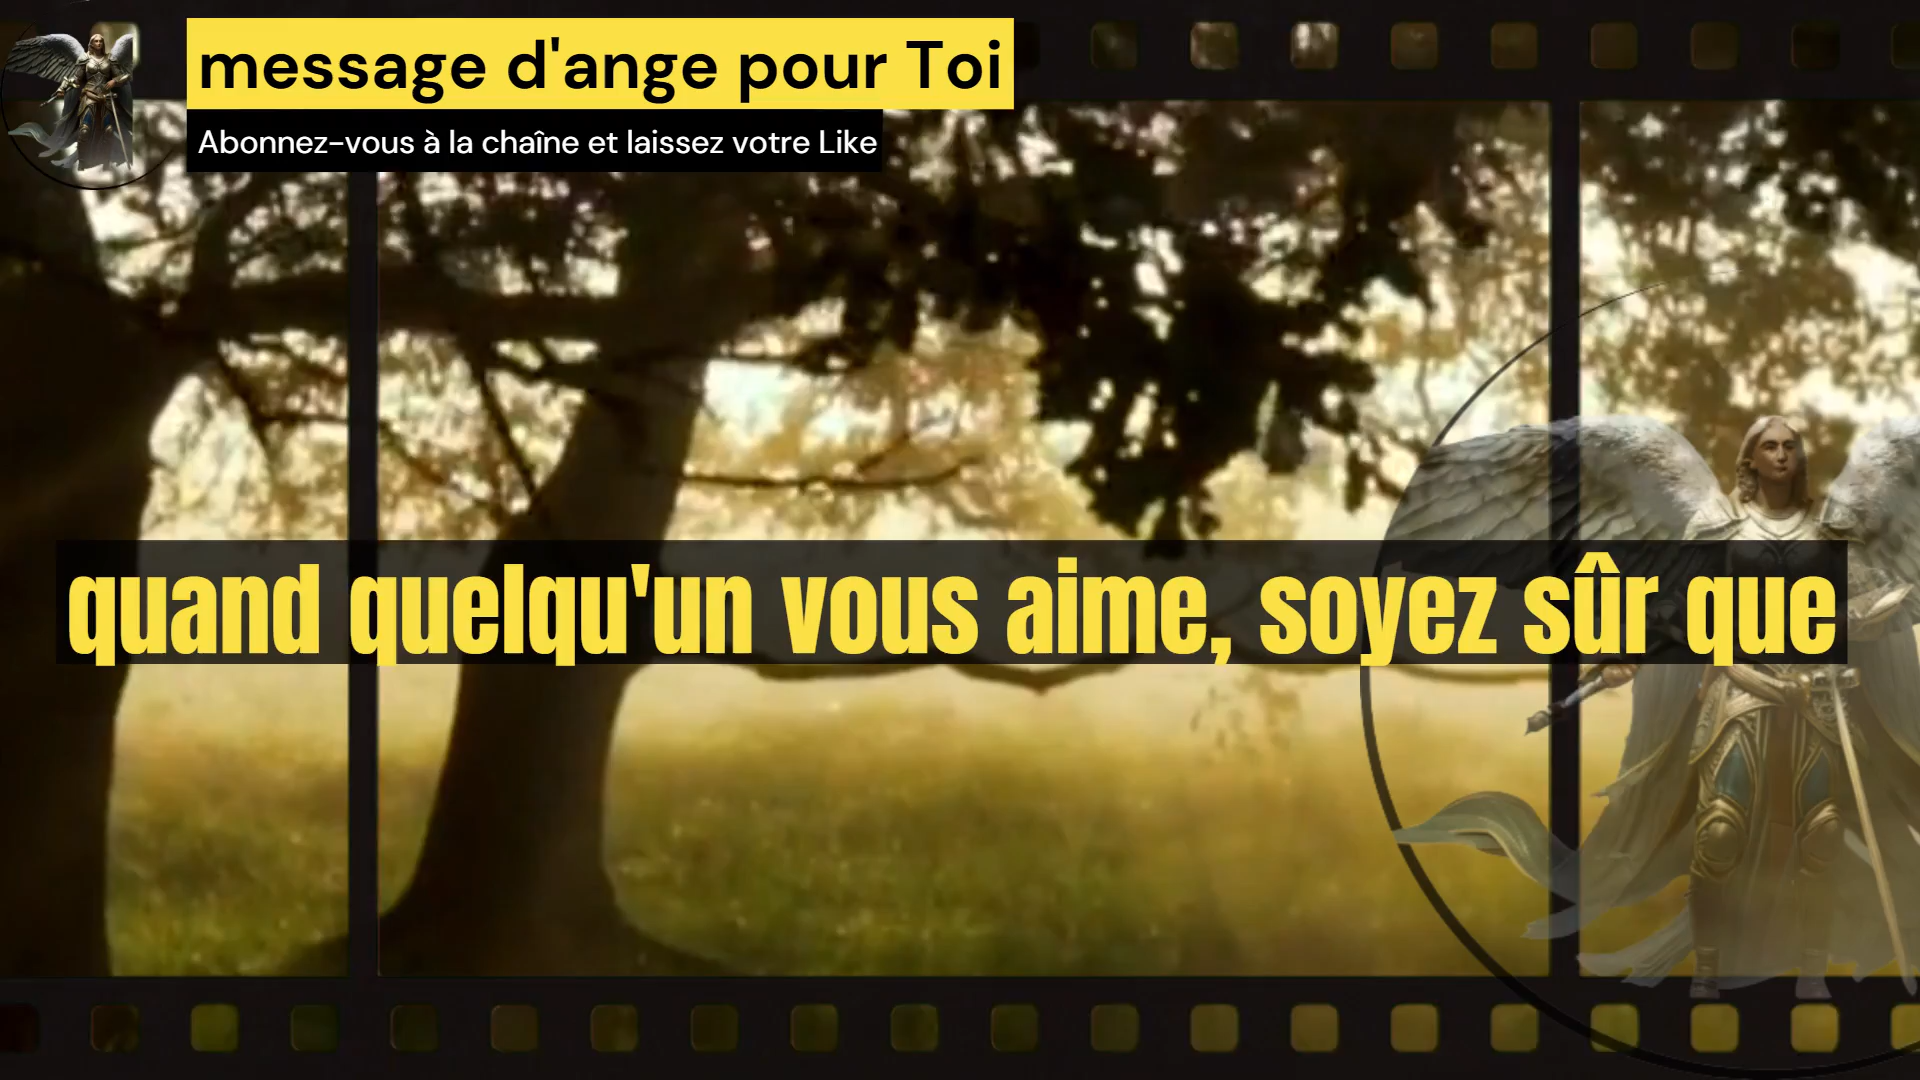 message d'ange pour Toi
Abonnez-vous à la chaîne et laissez votre Like
quand quelqu'un vous aime, soyez sûr que